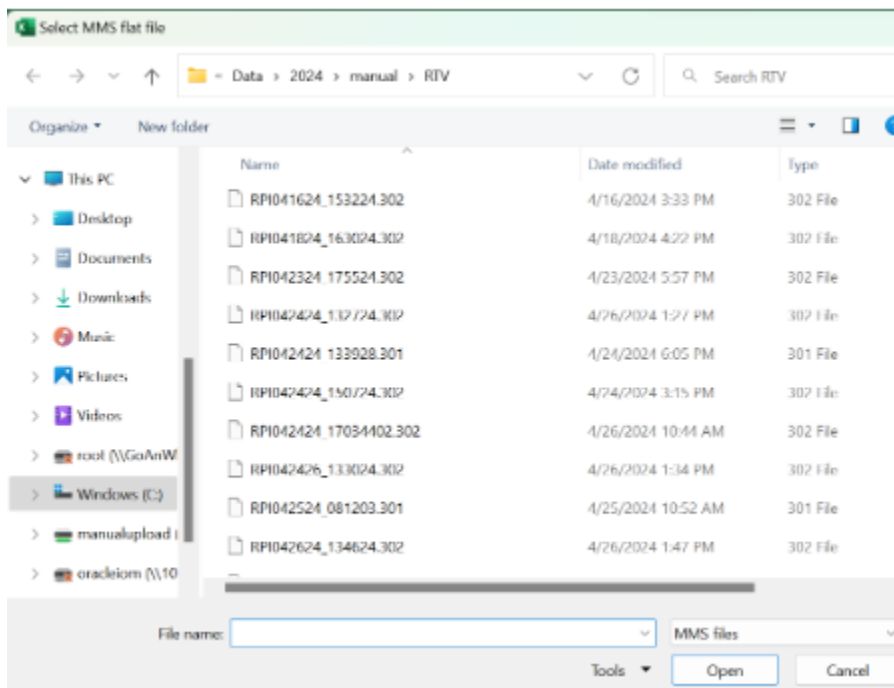 Select MMS flat file
« Data › 2024 › manual › RTV
Search RTV
Organize
New folder
Name Date modified Type
This PC
Desktop
Documents
Downloads
Music
Pictures
Videos
root (\\GoAnW
Windows (C:)
manualupload (
oracleiom (\\10
RPI041624_153224.302 4/16/2024 3:33 PM 302 File
RPI041824_163024.302 4/18/2024 4:22 PM 302 File
RPI042324_175524.302 4/23/2024 5:57 PM 302 File
RPI042424_132724.302 4/26/2024 1:27 PM 302 File
RPI042424_133928.301 4/24/2024 6:05 PM 301 File
RPI042424_150724.302 4/24/2024 3:15 PM 302 File
RPI042424_17034402.302 4/26/2024 10:44 AM 302 File
RPI042426_133024.302 4/26/2024 1:34 PM 302 File
RPI042524_081203.301 4/25/2024 10:52 AM 301 File
RPI042624_134624.302 4/26/2024 1:47 PM 302 File
File name:
MMS files
Tools
Open
Cancel